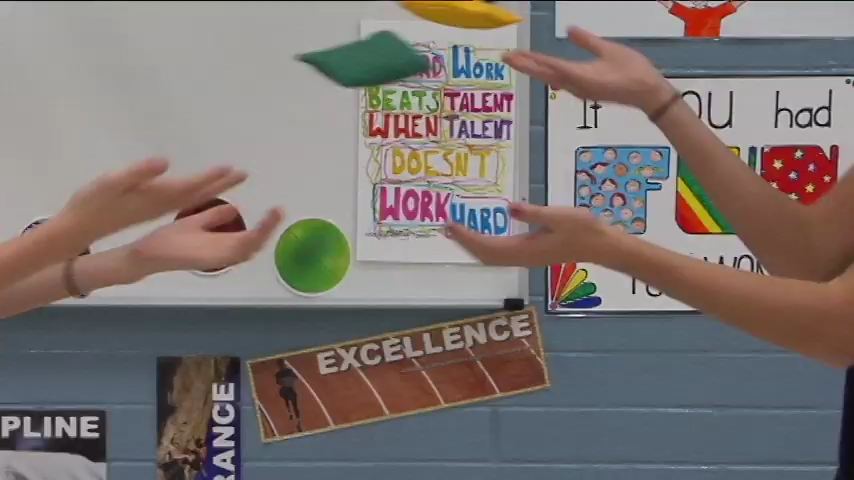 WORK
BEATS TALENT
WHEN TALENT
DOESN'T
WORK HARD
If YOU had
EXCELLENCE
PLINE
RANCE